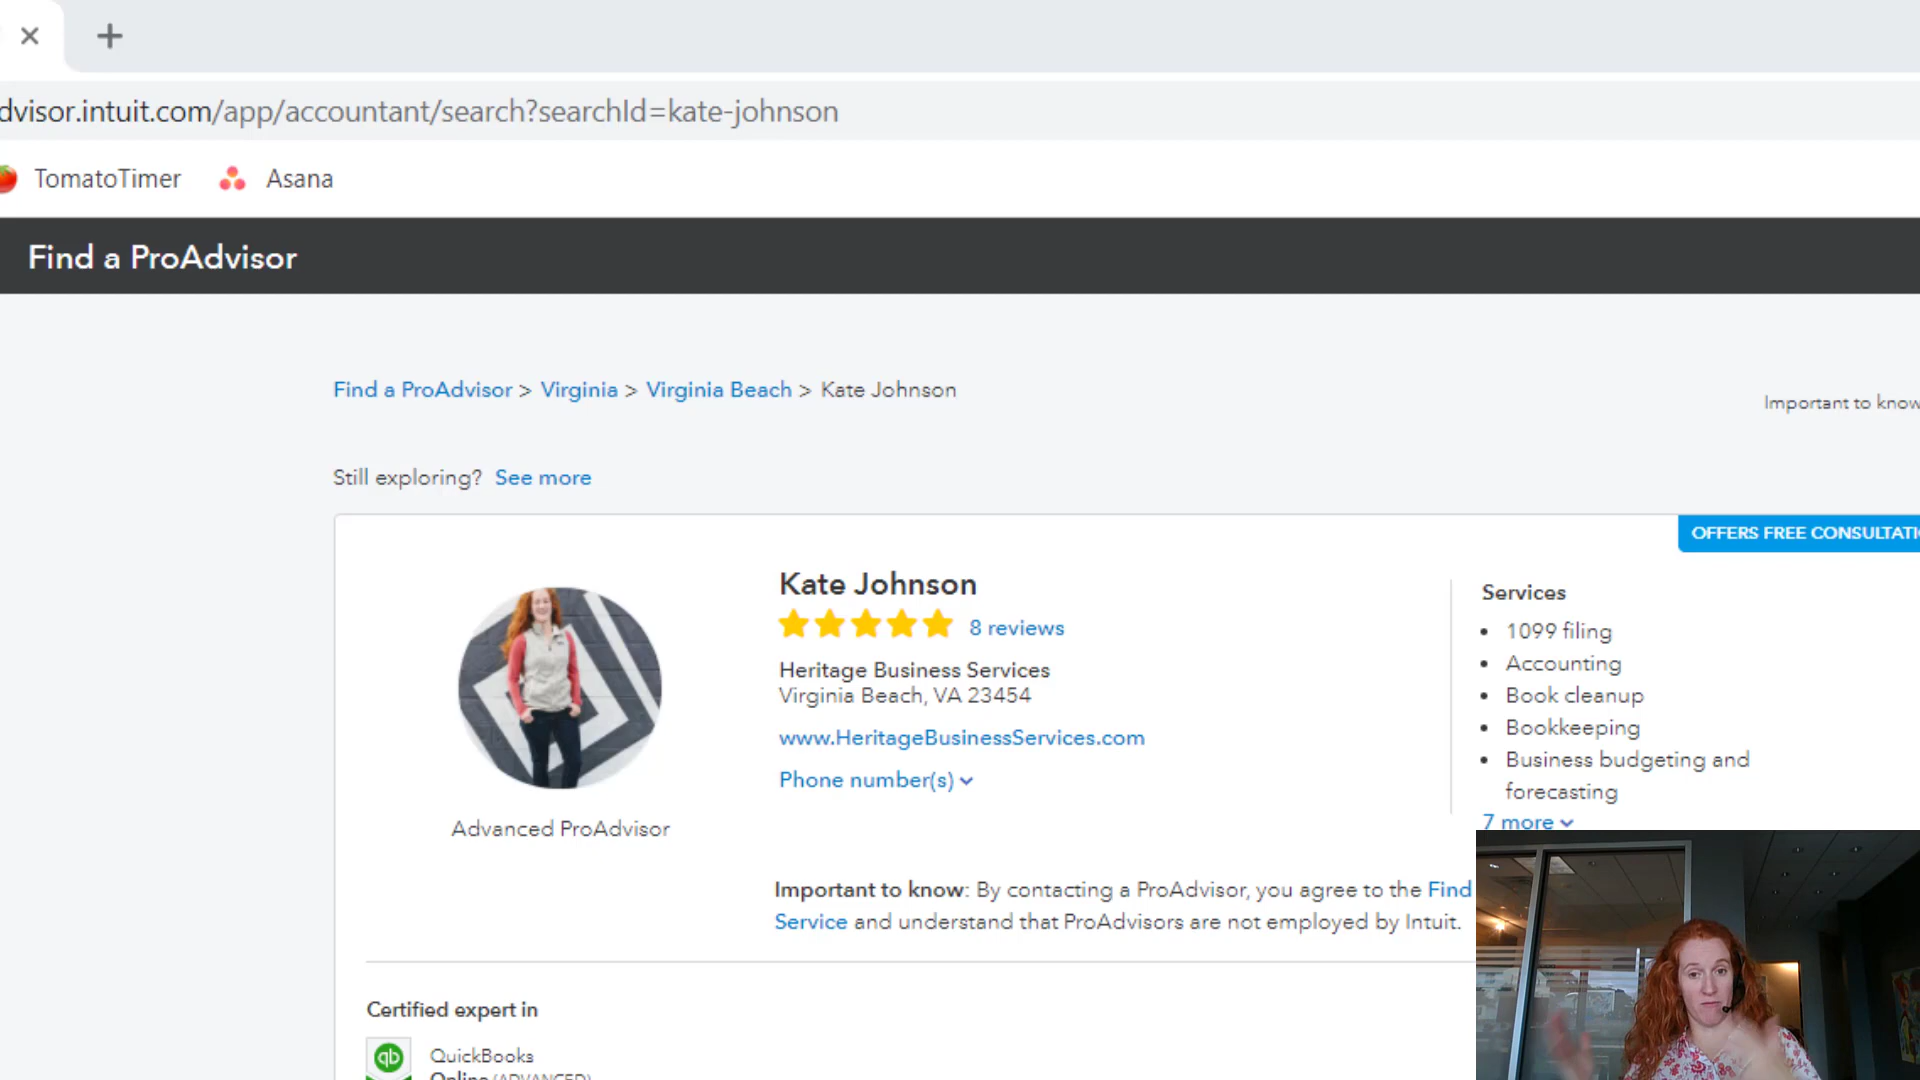 dvisor.intuit.com/app/accountant/search?searchId=kate-johnson
TomatoTimer Asana
Find a ProAdvisor
Find a ProAdvisor > Virginia > Virginia Beach > Kate Johnson
Important to know
Still exploring? See more
OFFERS FREE CONSULTATI
Kate Johnson
8 reviews
Heritage Business Services
Virginia Beach, VA 23454
www.HeritageBusinessServices.com
Phone number(s)
Advanced ProAdvisor
Services
• 1099 filing
• Accounting
• Book cleanup
• Bookkeeping
• Business budgeting and
forecasting
7 more
Important to know: By contacting a ProAdvisor, you agree to the Find
Service and understand that ProAdvisors are not employed by Intuit.
Certified expert in
qb QuickBooks
Online (ADVANCED)